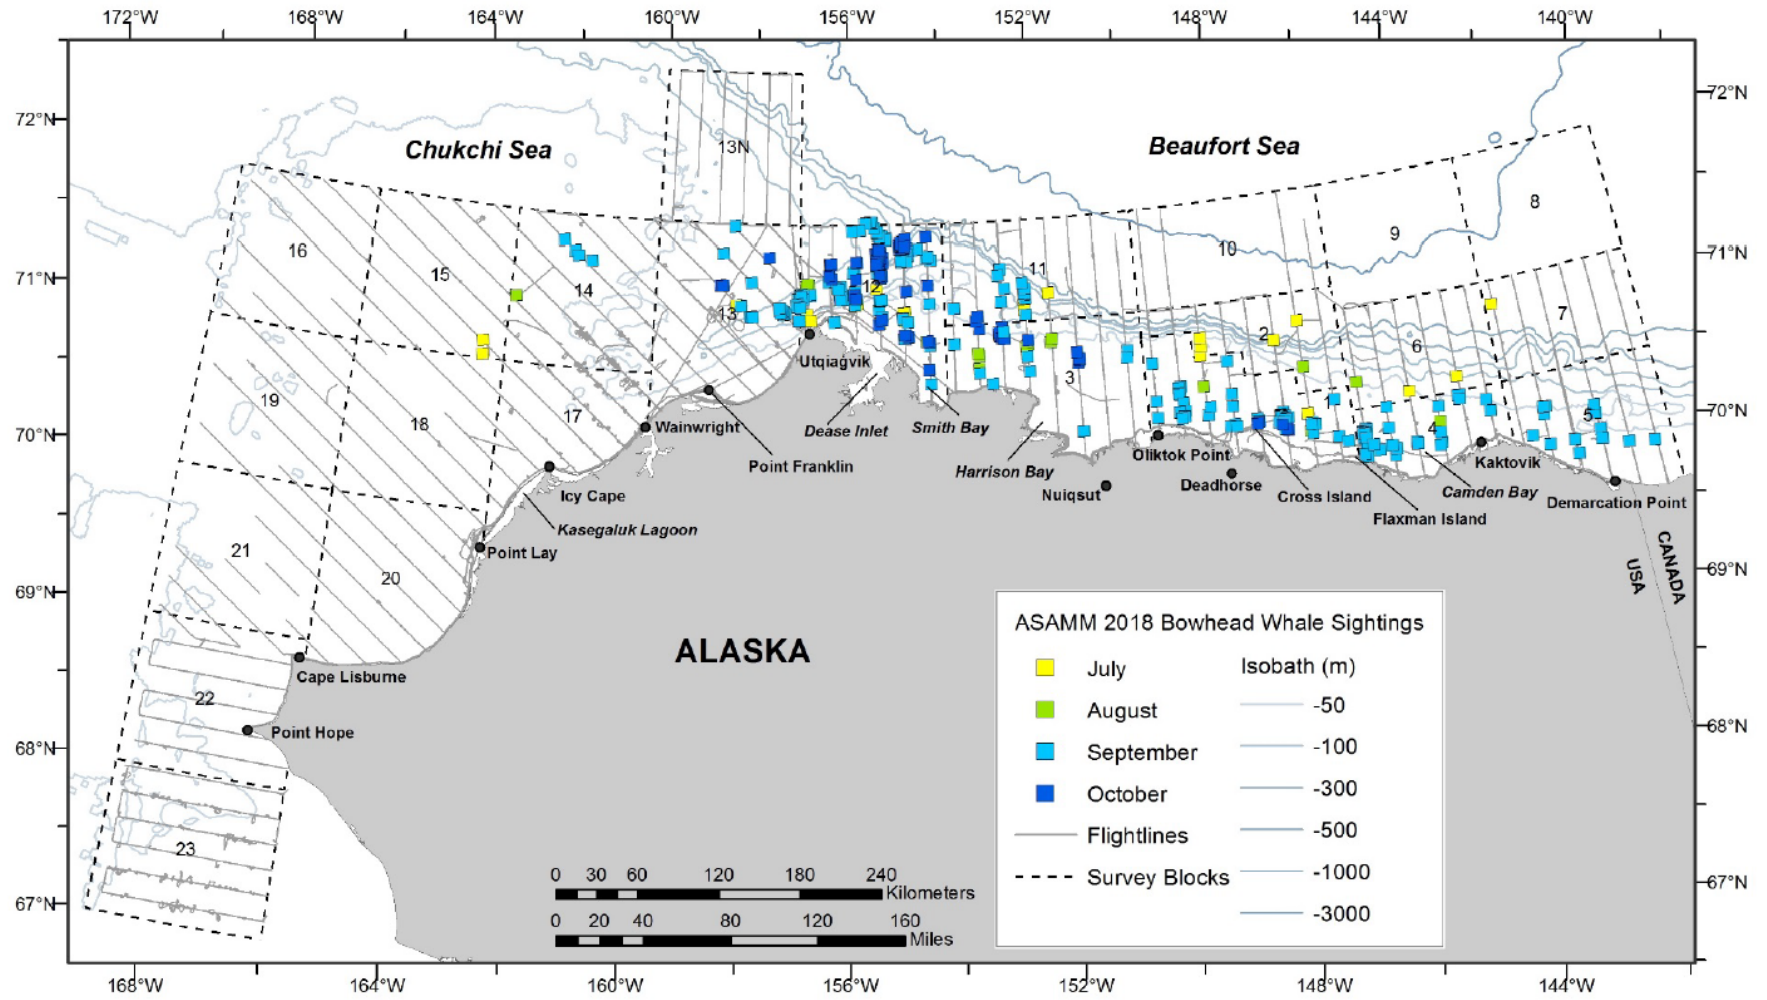 172°W 168°W 164°W 160°W 156°W 152°W 148°W 144°W 140°W
72°N 72°N
Chukchi Sea Beaufort Sea
13N
8
9
10
16
15
14
11
71°N 71°N
12
13
7
2
6
3
Utqiaġvik
19
18
17
1
4
5
70°N 70°N
Wainwright
Dease Inlet
Smith Bay
Point Franklin
Harrison Bay
Oliktok Point
Kaktovik
Icy Cape
Nuiqsut
Deadhorse
Cross Island
Camden Bay
Demarcation Point
Kasegaluk Lagoon
Flaxman Island
Point Lay
21
20
69°N 69°N
USA
CANADA
Cape Lisburne
ALASKA
22
Point Hope
68°N 68°N
23
67°N 67°N
ASAMM 2018 Bowhead Whale Sightings
July
August
September
October
Flightlines
Survey Blocks
Isobath (m)
-50
-100
-300
-500
-1000
-3000
0 30 60 120 180 240
Kilometers
0 20 40 80 120 160
Miles
168°W 164°W 160°W 156°W 152°W 148°W 144°W